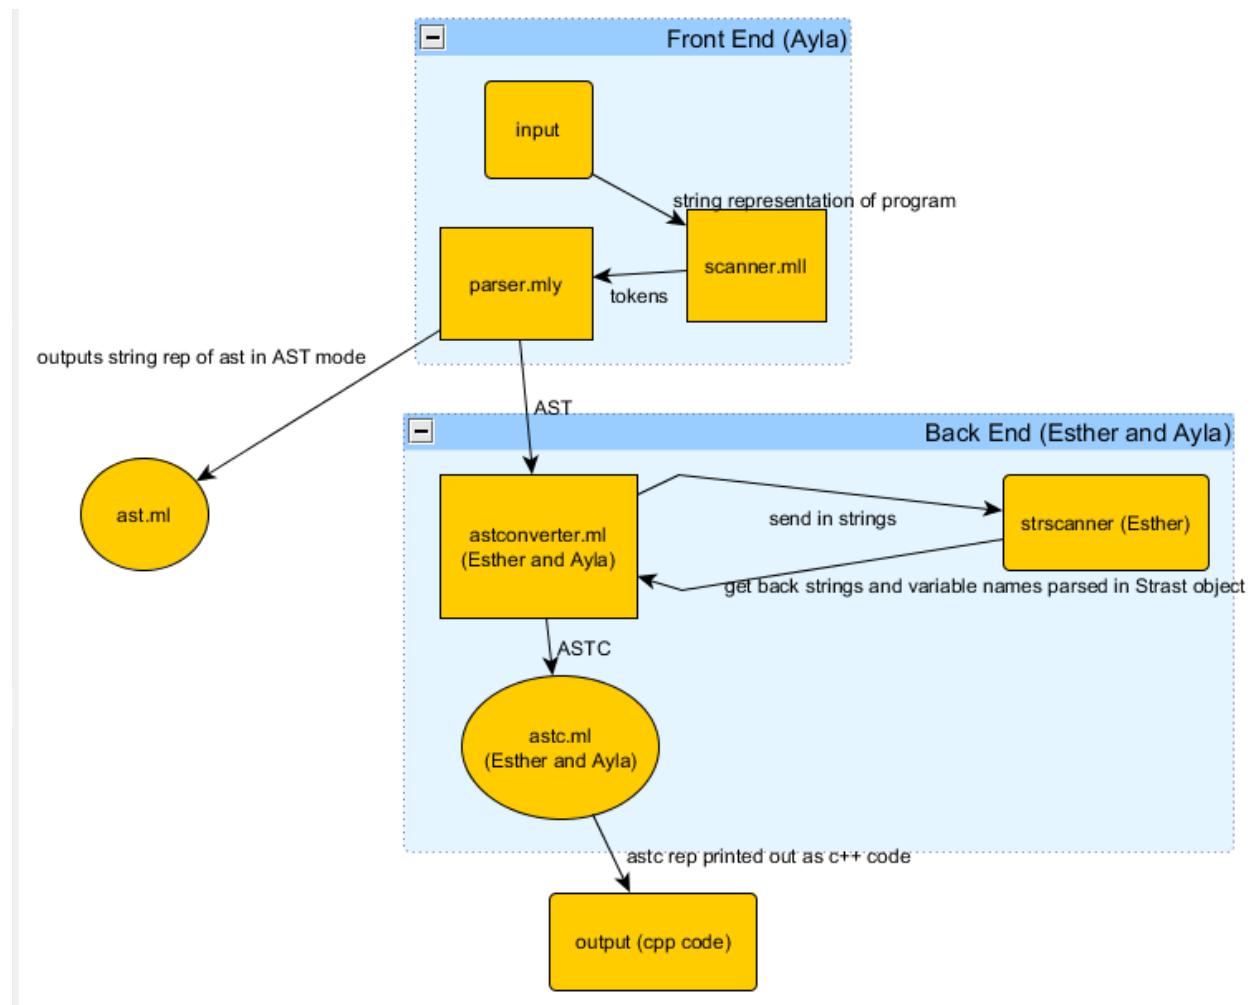 Front End (Ayla)
input
string representation of program
scanner.mll
parser.mly
tokens
outputs string rep of ast in AST mode
AST
Back End (Esther and Ayla)
ast.ml
astconverter.ml
(Esther and Ayla)
send in strings
strscanner (Esther)
get back strings and variable names parsed in Strast object
ASTC
astc.ml
(Esther and Ayla)
astc rep printed out as c++ code
output (cpp code)